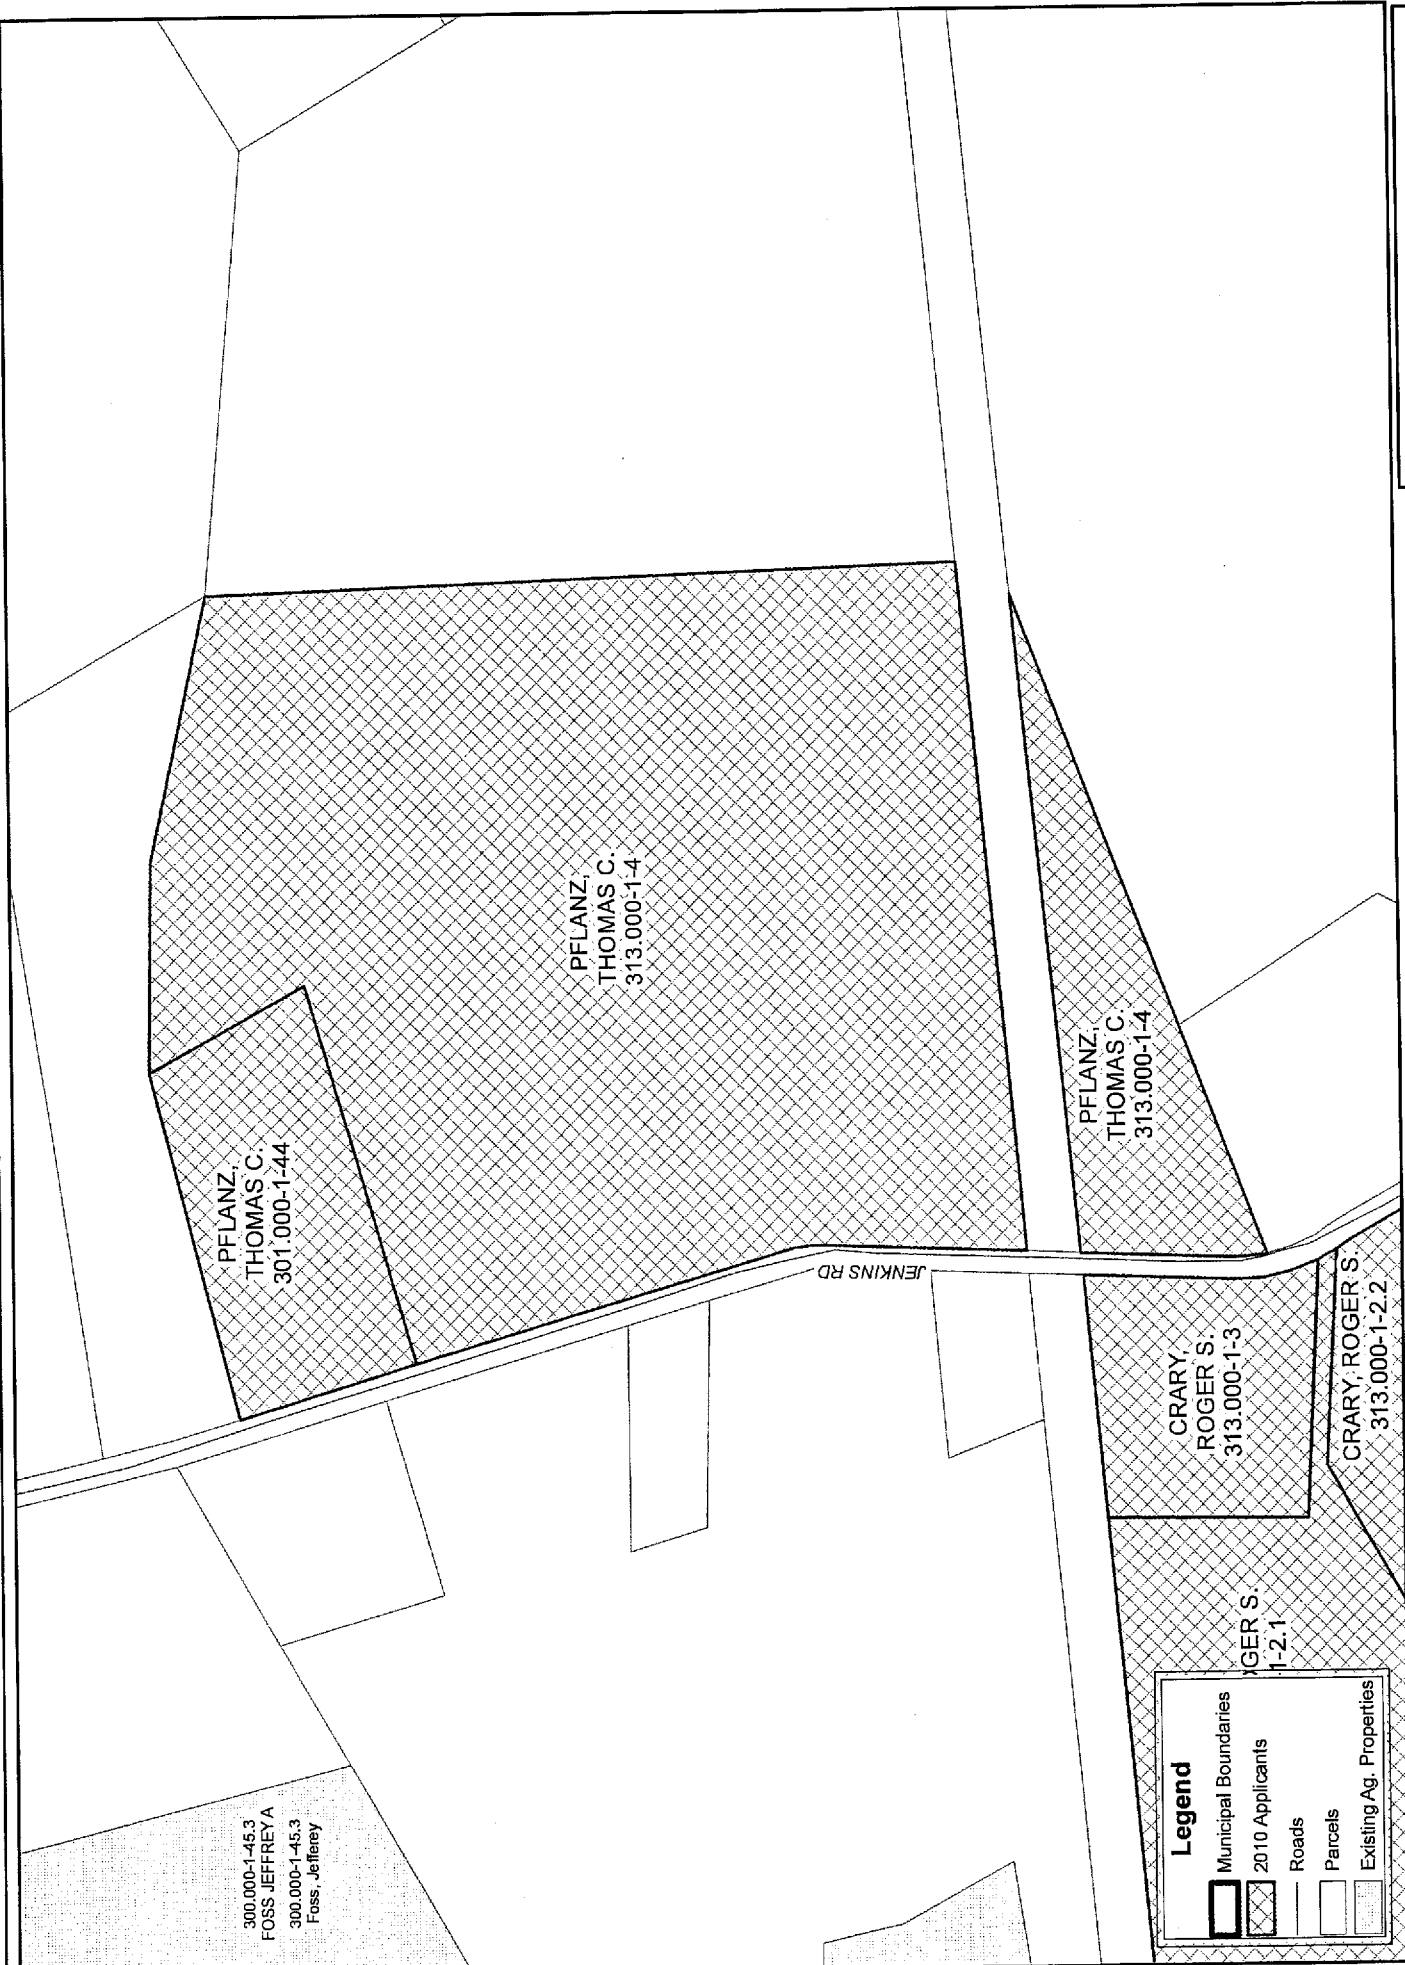 300.000-1-45.3
FOSS JEFFREY A
300.000-1-45.3
Foss, Jefferey
PFLANZ,
THOMAS C.
301.000-1-44
PFLANZ,
THOMAS C.
313.000-1-4
JENKINS RD
PFLANZ,
THOMAS C.
313.000-1-4
CRARY,
ROGER S.
313.000-1-3
CRARY, ROGER S.
313.000-1-2.2
GER S.
1-2.1
Legend
Municipal Boundaries
2010 Applicants
Roads
Parcels
Existing Ag. Properties